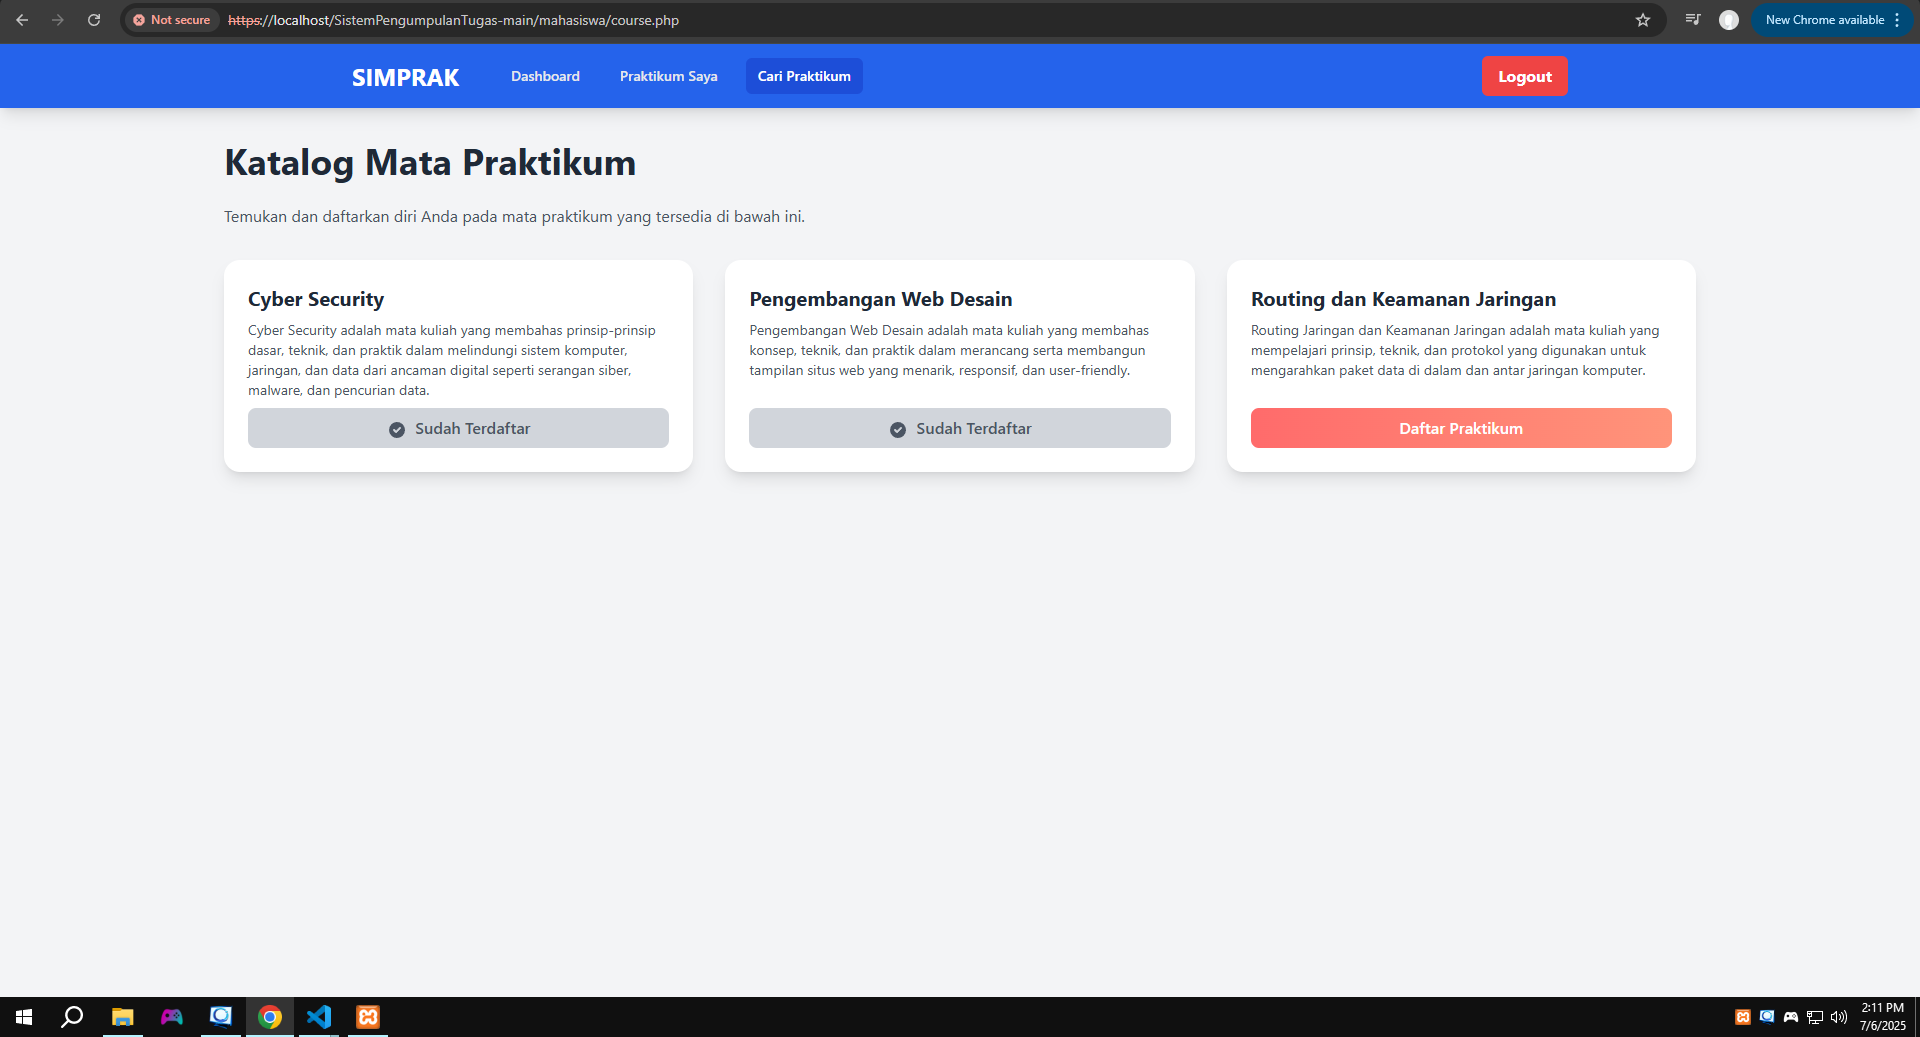 Not secure https://localhost/SistemPengumpulanTugas-main/mahasiswa/course.php New Chrome available
SIMPRAK Dashboard Praktikum Saya Cari Praktikum Logout
Katalog Mata Praktikum
Temukan dan daftarkan diri Anda pada mata praktikum yang tersedia di bawah ini.
Cyber Security
Cyber Security adalah mata kuliah yang membahas prinsip-prinsip
dasar, teknik, dan praktik dalam melindungi sistem komputer,
jaringan, dan data dari ancaman digital seperti serangan siber,
malware, dan pencurian data.
Sudah Terdaftar
Pengembangan Web Desain
Pengembangan Web Desain adalah mata kuliah yang membahas
konsep, teknik, dan praktik dalam merancang serta membangun
tampilan situs web yang menarik, responsif, dan user-friendly.
Sudah Terdaftar
Routing dan Keamanan Jaringan
Routing Jaringan dan Keamanan Jaringan adalah mata kuliah yang
mempelajari prinsip, teknik, dan protokol yang digunakan untuk
mengarahkan paket data di dalam dan antar jaringan komputer.
Daftar Praktikum
2:11 PM
7/6/2025